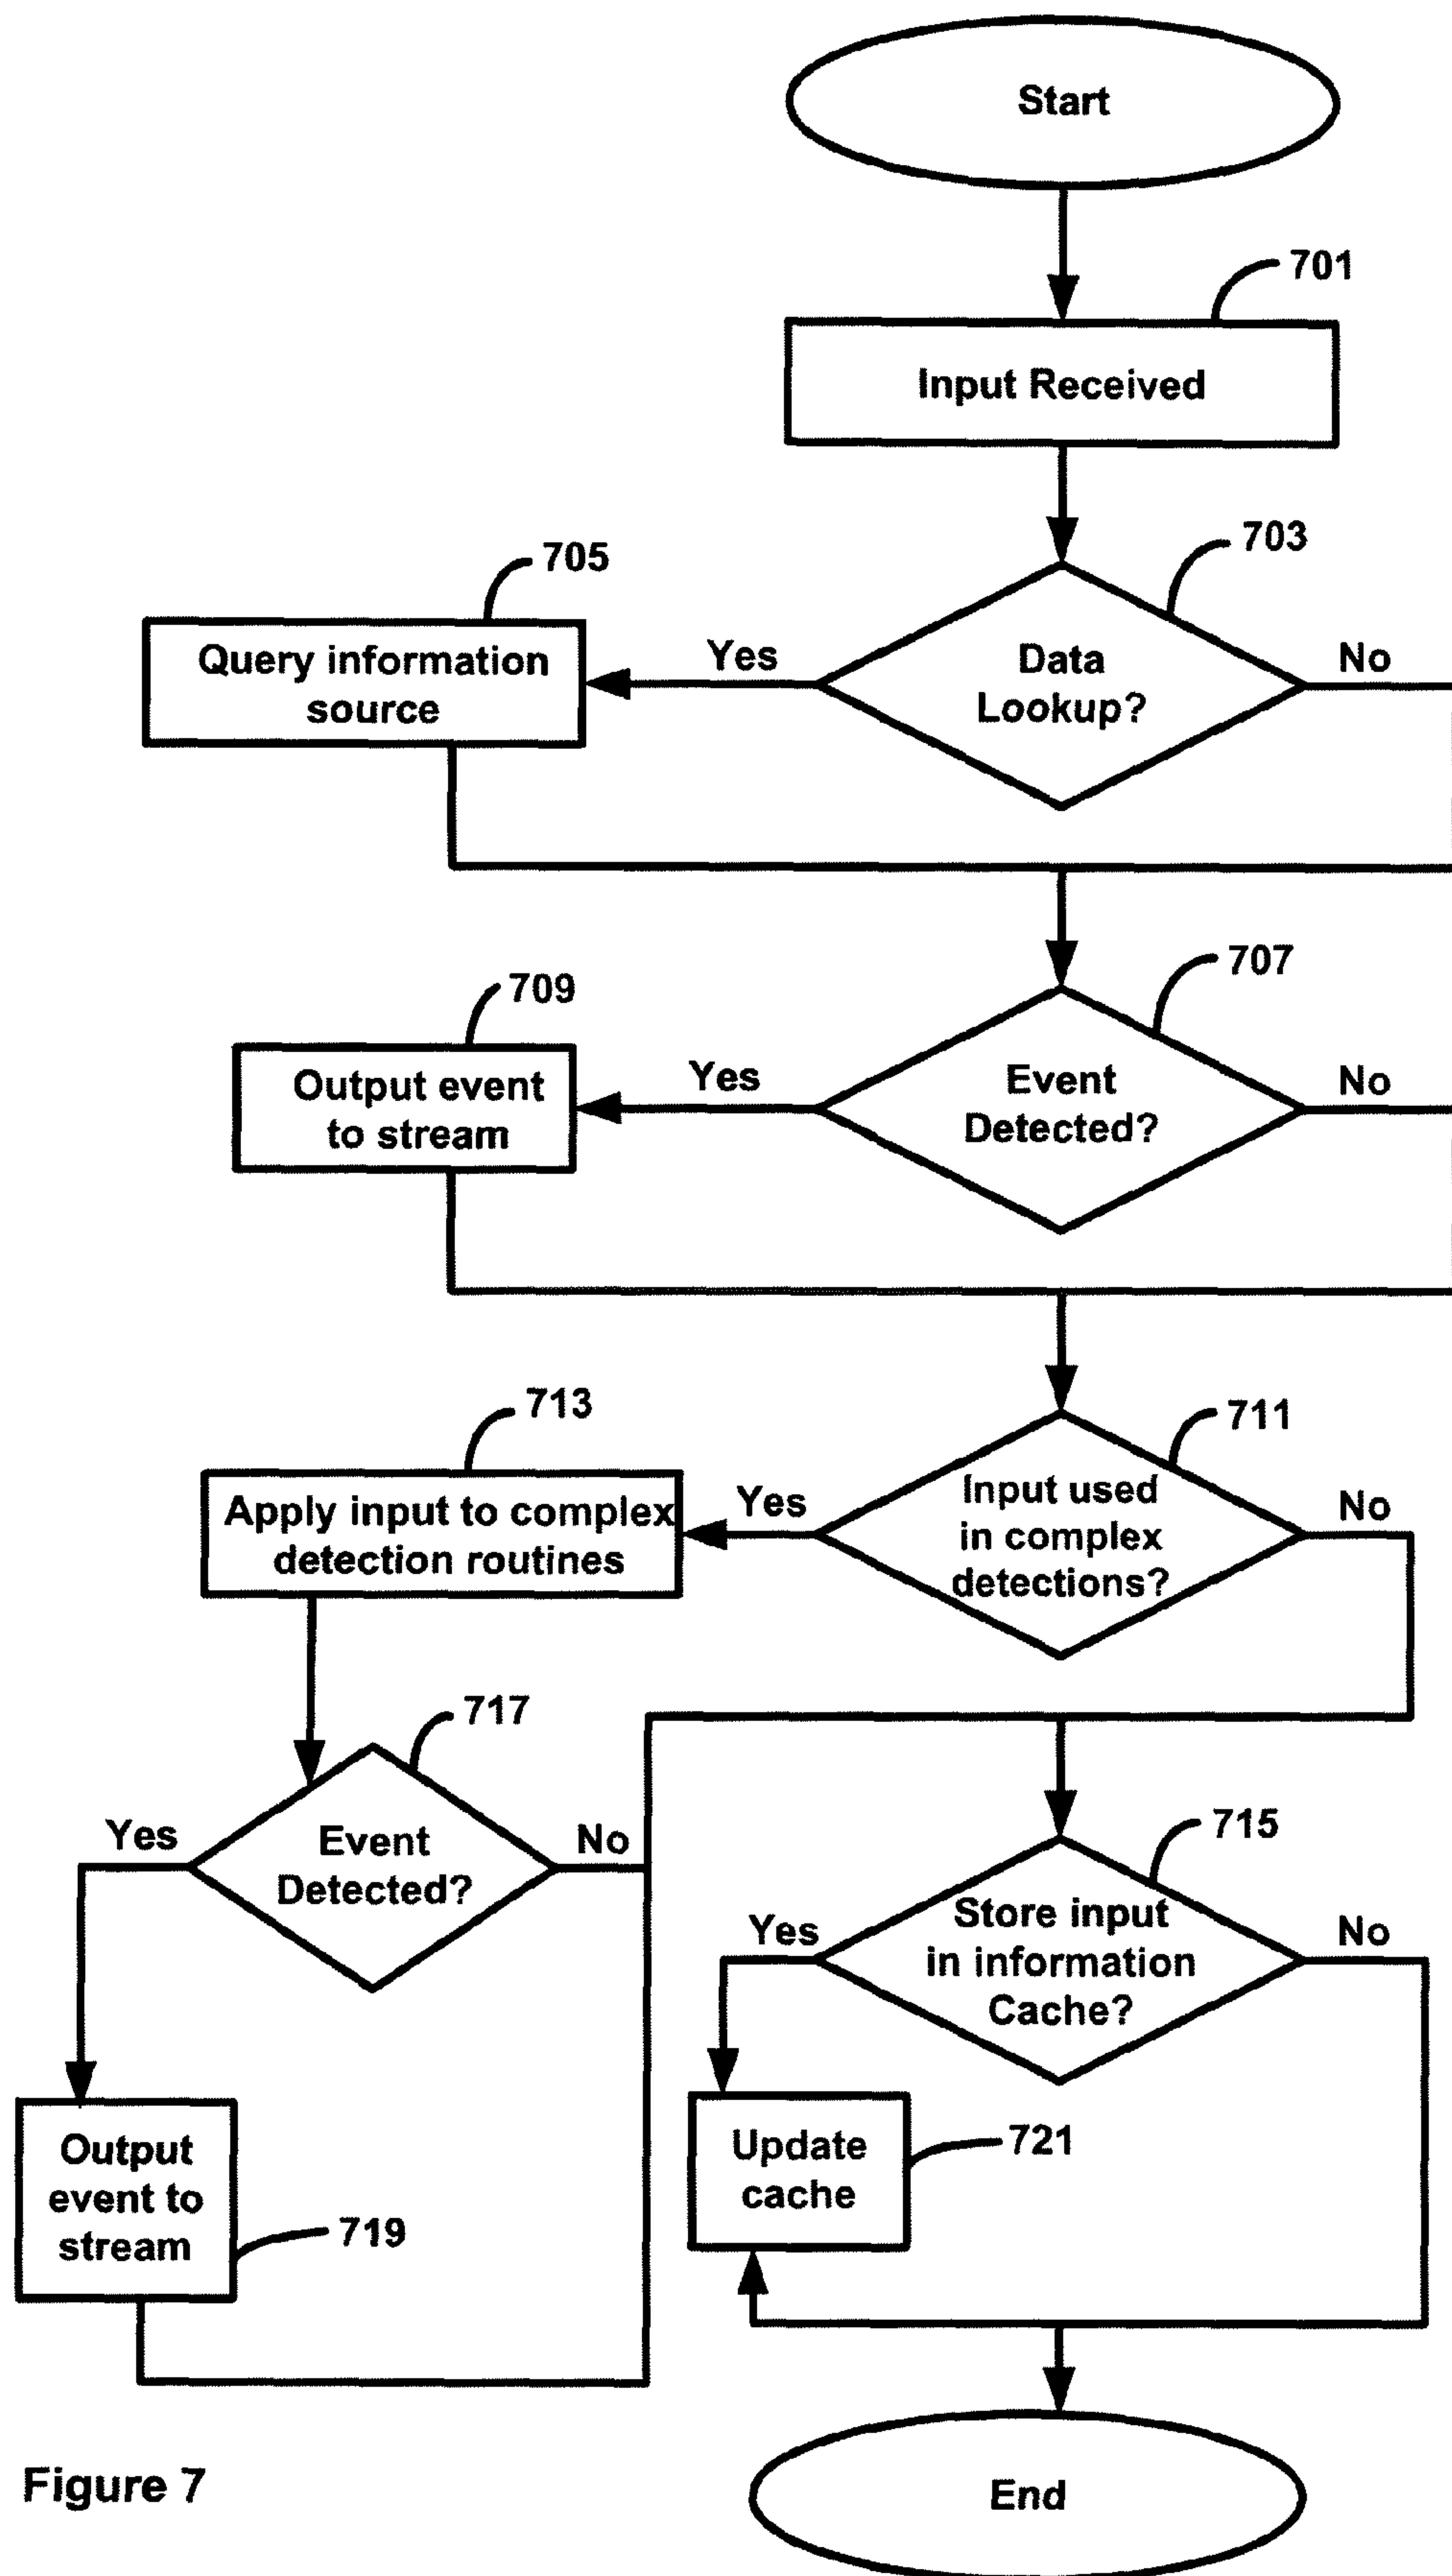 Start
701
Input Received
703
705
Query information
source
Yes
Data
Lookup?
No
707
709
Output event
to stream
Yes
Event
Detected?
No
711
713
Apply input to complex
detection routines
Yes
Input used
in complex
detections?
No
717
Yes
Event
Detected?
No
715
Yes
Store input
in information
Cache?
No
Update
cache
721
Output
event to
stream
719
Figure 7
End